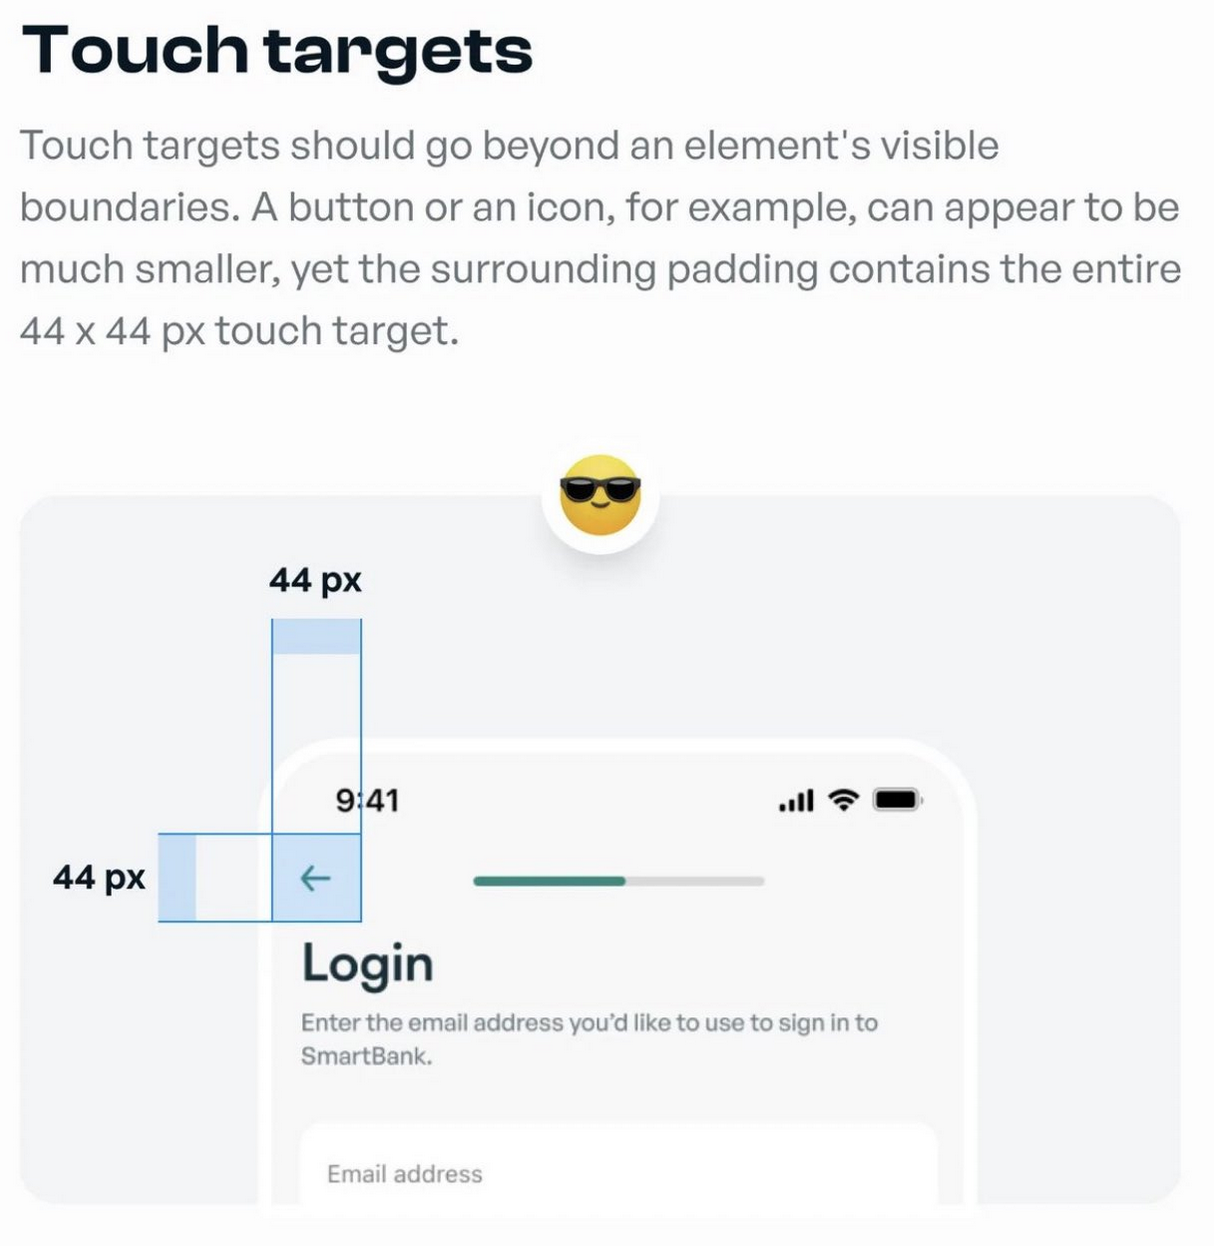 Touch targets
Touch targets should go beyond an element's visible
boundaries. A button or an icon, for example, can appear to be
much smaller, yet the surrounding padding contains the entire
44 x 44 px touch target.
44 px
9:41
44 px
Login
Enter the email address you’d like to use to sign in to
SmartBank.
Email address